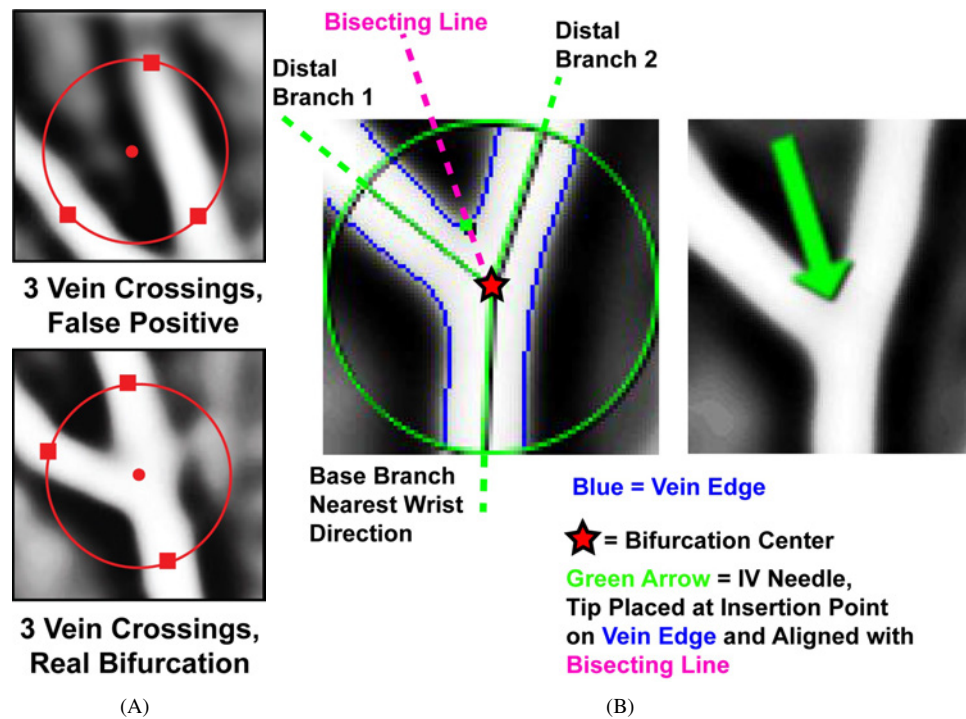 3 Vein Crossings,
False Positive
3 Vein Crossings,
Real Bifurcation
(A)
Bisecting Line
Distal
Branch 1
Distal
Branch 2
Base Branch
Nearest Wrist
Direction
Blue = Vein Edge
= Bifurcation Center
Green Arrow = IV Needle,
Tip Placed at Insertion Point
on Vein Edge and Aligned with
Bisecting Line
(B)